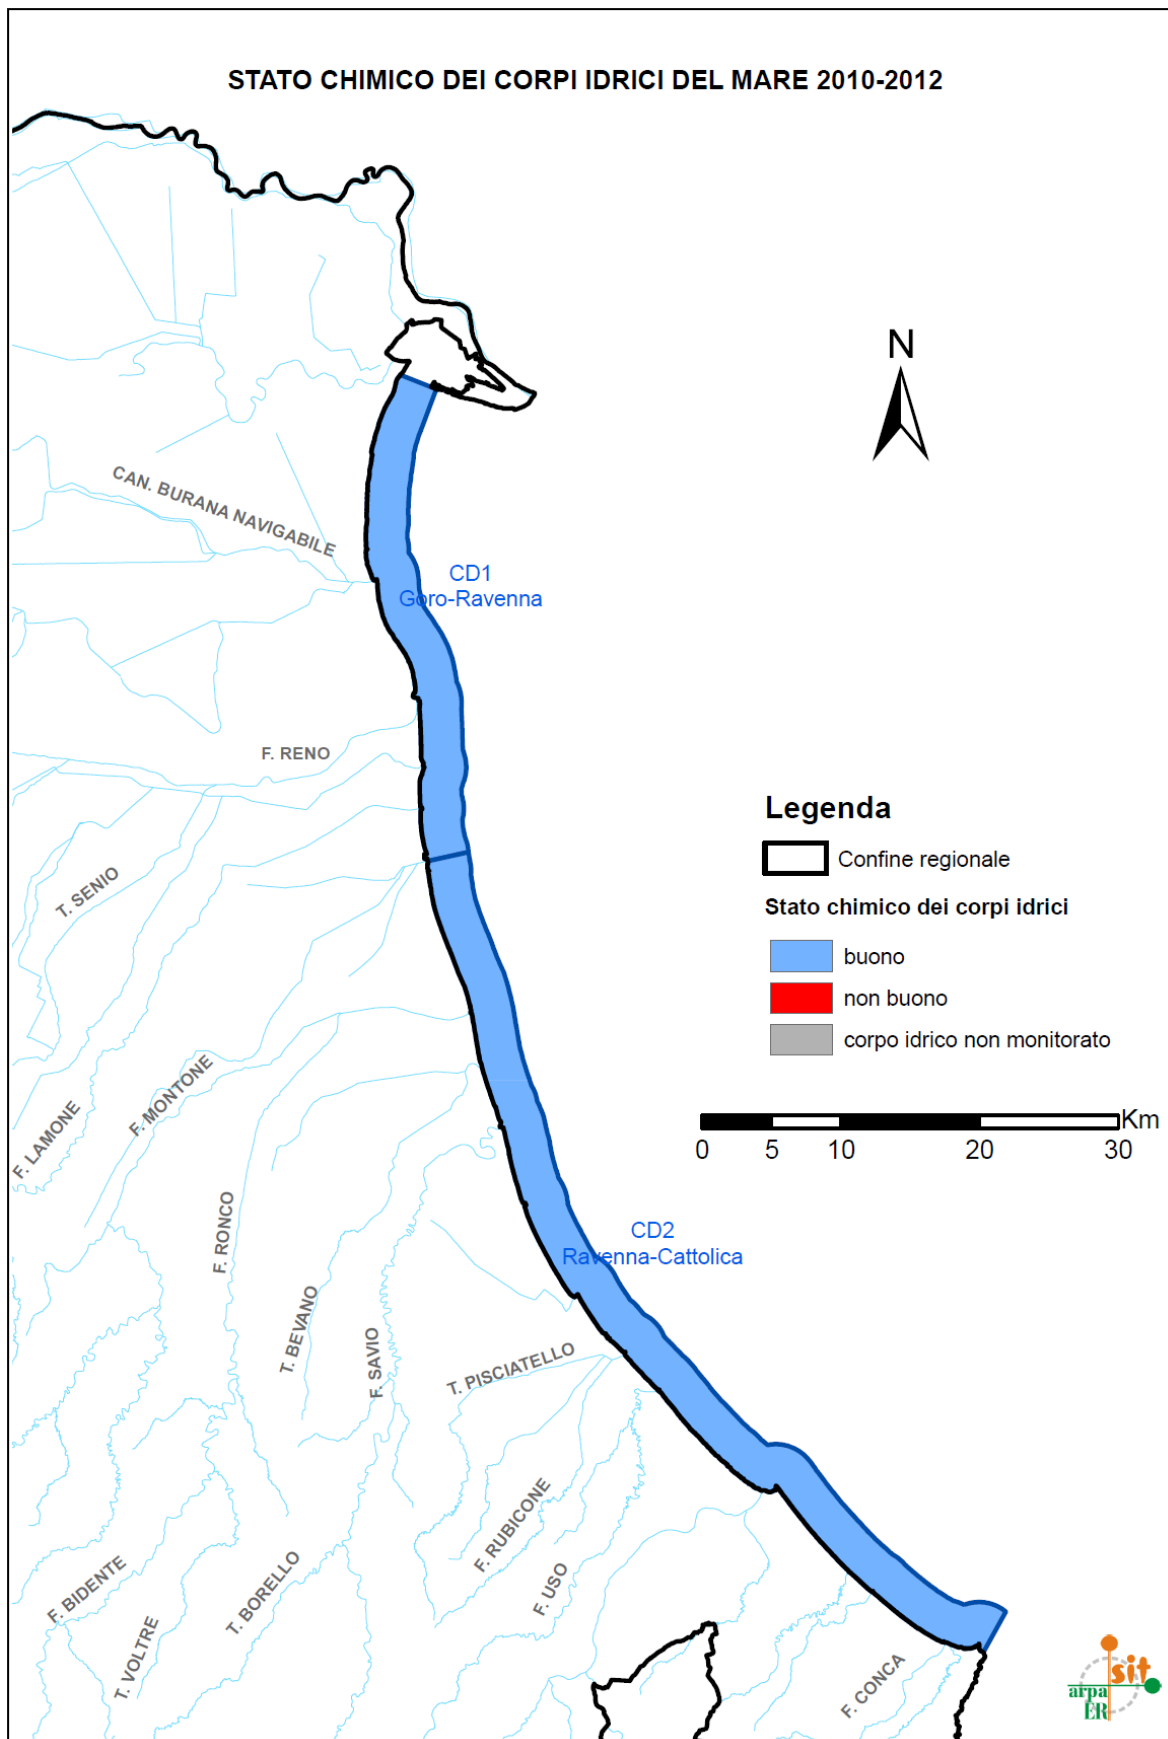 STATO CHIMICO DEI CORPI IDRICI DEL MARE 2010-2012
N
CAN. BURANA NAVIGABILE
CD1
Goro-Ravenna
F. RENO
T. SENIO
Legenda
Confine regionale
Stato chimico dei corpi idrici
buono
non buono
corpo idrico non monitorato
Km
0 5 10 20 30
F. LAMONE
F. MONTONE
F. RONCO
CD2
Ravenna-Cattolica
T. BEVANO
F. SAVIO
T. PISCIATELLO
F. RUBICONE
F. USO
F. BIDENTE
T. VOLTRE
T. BORELLO
F. CONCA
sit
arpa
ER